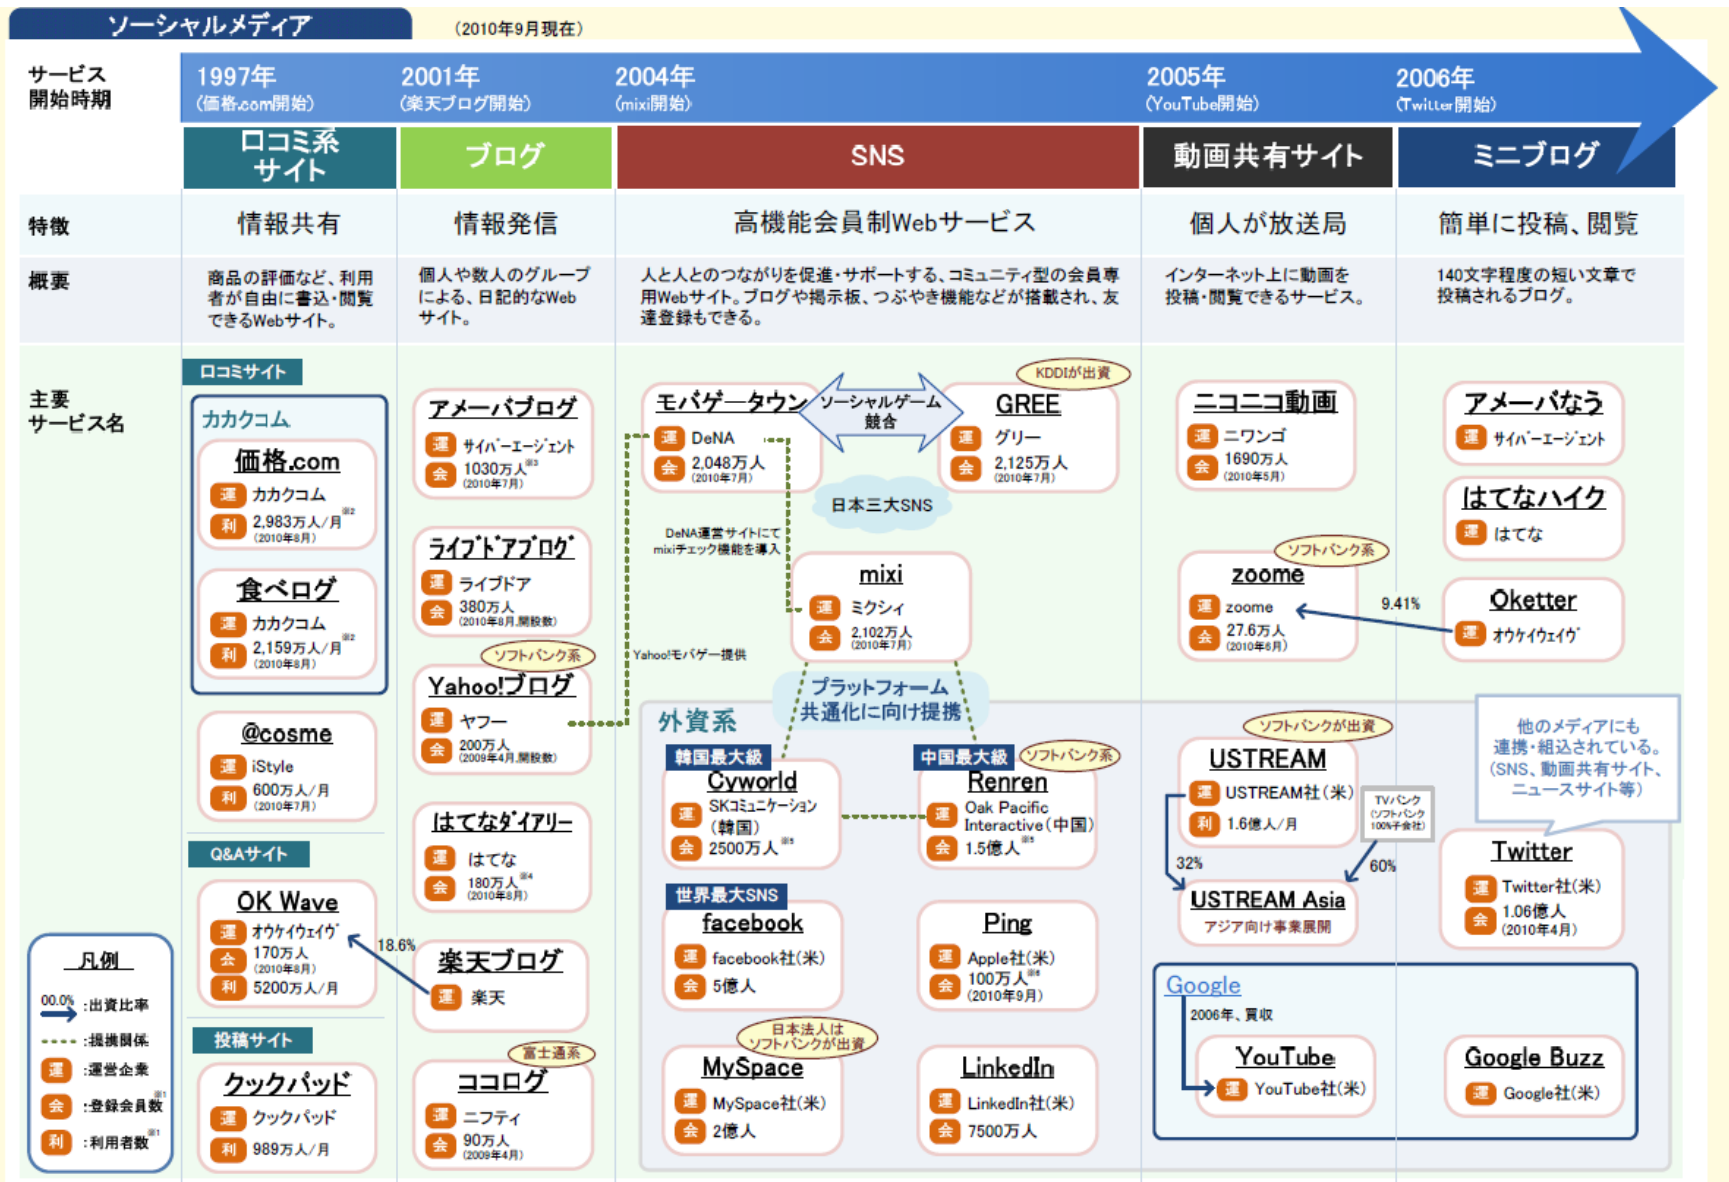 ソーシャルメディア
（2010年9月現在）
サービス
開始時期
1997年
（価格.com開始）
2001年
（楽天ブログ開始）
2004年
（mixi開始）
2005年
（YouTube開始）
2006年
（Twitter開始）
口コミ系
サイト
ブログ
SNS
動画共有サイト
ミニブログ
特徴
情報共有
情報発信
高機能会員制Webサービス
個人が放送局
簡単に投稿、閲覧
概要
商品の評価など、利用
者が自由に書込・閲覧
できるWebサイト。
個人や数人のグループ
による、日記的なWeb
サイト。
人と人とのつながりを促進・サポートする、コミュニティ型の会員専
用Webサイト。ブログや掲示板、つぶやき機能などが搭載され、友
達登録もできる。
インターネット上に動画を
投稿・閲覧できるサービス。
140文字程度の短い文章で
投稿されるブログ。
主要
サービス名
口コミサイト
カカクコム
価格.com
運 カカクコム
利 2,983万人/月※2
（2010年8月）
食べログ
運 カカクコム
利 2,159万人/月※2
（2010年8月）
@cosme
運 iStyle
利 600万人/月
（2010年7月）
Q&Aサイト
OK Wave
運 オウケイウェイヴ
会 170万人
（2010年8月）
利 5200万人/月
18.6%
投稿サイト
クックパッド
運 クックパッド
利 989万人/月
アメーバブログ
運 サイバーエージェント
会 1030万人※3
（2010年7月）
ライブドアブログ
運 ライブドア
会 380万人
（2010年8月,開設数）
ソフトバンク系
Yahoo!ブログ
運 ヤフー
会 200万人
（2009年4月,開設数）
はてなダイアリー
運 はてな
会 180万人※4
（2010年8月）
楽天ブログ
運 楽天
富士通系
ココログ
運 ニフティ
会 90万人
（2009年4月）
モバゲータウン
運 DeNA
会 2,048万人
（2010年7月）
ソーシャルゲーム
競合
KDDIが出資
GREE
運 グリー
会 2,125万人
（2010年7月）
日本三大SNS
DeNA運営サイトにて
mixiチェック機能を導入
mixi
運 ミクシィ
会 2,102万人
（2010年7月）
Yahoo!モバゲー提供
プラットフォーム
共通化に向け提携
外資系
韓国最大級
Cyworld
運 SKコミュニケーション
（韓国）
会 2500万人※5
中国最大級
ソフトバンク系
Renren
運 Oak Pacific
Interactive（中国）
会 1.5億人※5
世界最大SNS
facebook
運 facebook社（米）
会 5億人
Ping
運 Apple社（米）
会 100万人※6
（2010年9月）
日本法人は
ソフトバンクが出資
MySpace
運 MySpace社（米）
会 2億人
LinkedIn
運 LinkedIn社（米）
会 7500万人
ニコニコ動画
運 ニワンゴ
会 1690万人
（2010年5月）
ソフトバンク系
zoome
運 zoome
会 27.6万人
（2010年6月）
9.41%
ソフトバンクが出資
USTREAM
運 USTREAM社（米）
利 1.6億人/月
TVバンク
（ソフトバンク
100%子会社）
32%
60%
USTREAM Asia
アジア向け事業展開
Google
2006年、買収
YouTube
運 YouTube社（米）
アメーバなう
運 サイバーエージェント
はてなハイク
運 はてな
Oketter
運 オウケイウェイヴ
他のメディアにも
連携・組込されている。
（SNS、動画共有サイト、
ニュースサイト等）
Twitter
運 Twitter社（米）
会 1.06億人
（2010年4月）
Google Buzz
運 Google社（米）
凡例
00.0% :出資比率
:提携関係
運 :運営企業
会 :登録会員数※1
利 :利用者数※1